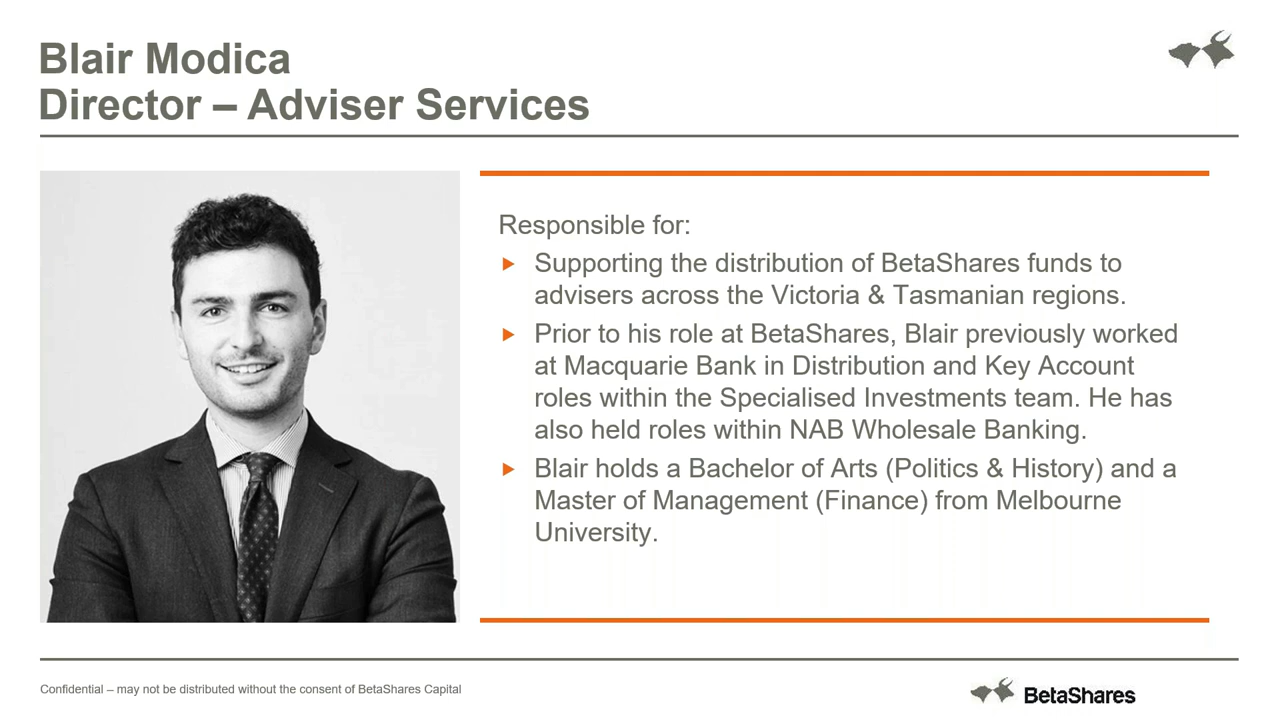 Blair Modica
Director – Adviser Services
Responsible for:
Supporting the distribution of BetaShares funds to
advisers across the Victoria & Tasmanian regions.
Prior to his role at BetaShares, Blair previously worked
at Macquarie Bank in Distribution and Key Account
roles within the Specialised Investments team. He has
also held roles within NAB Wholesale Banking.
Blair holds a Bachelor of Arts (Politics & History) and a
Master of Management (Finance) from Melbourne
University.
Confidential – may not be distributed without the consent of BetaShares Capital
BetaShares